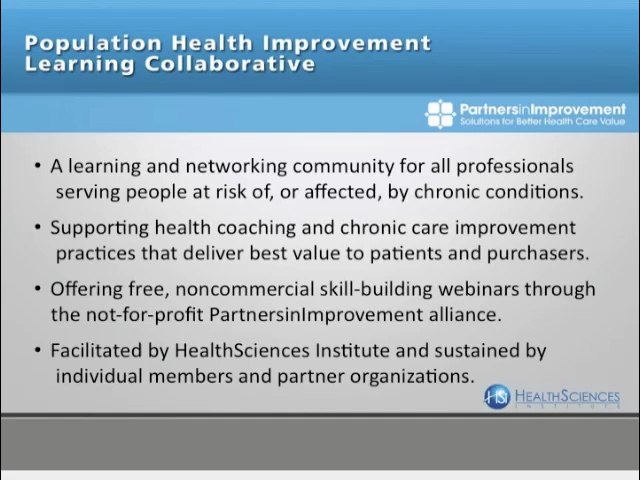 Population Health Improvement
Learning Collaborative
PartnersinImprovement
Solutions for Better Health Care Value
• A learning and networking community for all professionals
serving people at risk of, or affected, by chronic conditions.
• Supporting health coaching and chronic care improvement
practices that deliver best value to patients and purchasers.
• Offering free, noncommercial skill-building webinars through
the not-for-profit PartnersinImprovement alliance.
• Facilitated by HealthSciences Institute and sustained by
individual members and partner organizations.
HSI HEALTHSCIENCES
INSTITUTE